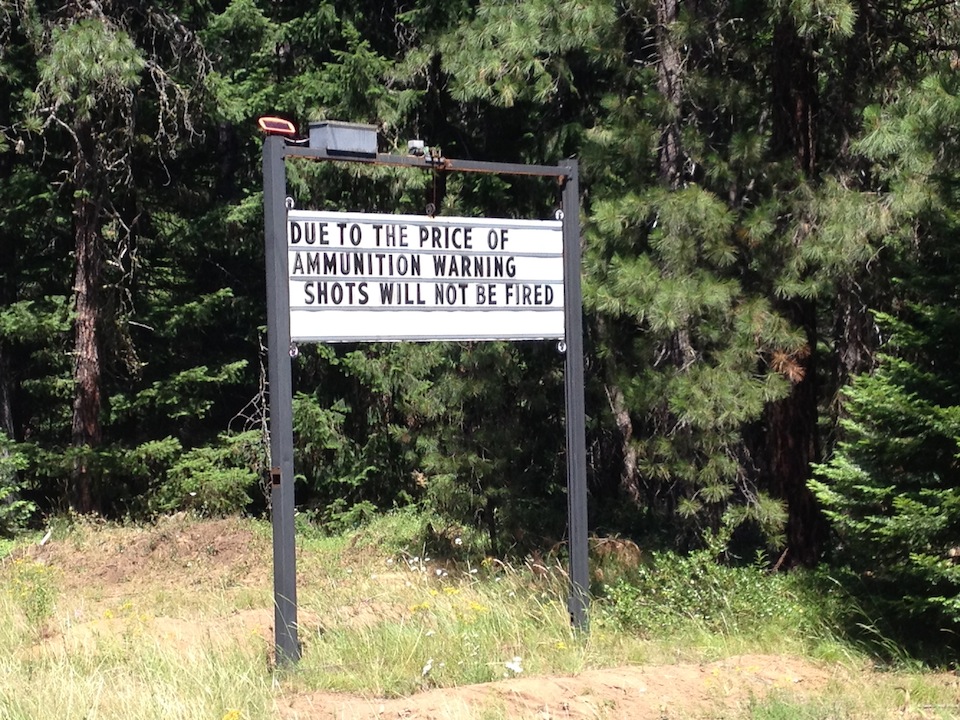 DUE TO THE PRICE OF
AMMUNITION WARNING
SHOTS WILL NOT BE FIRED